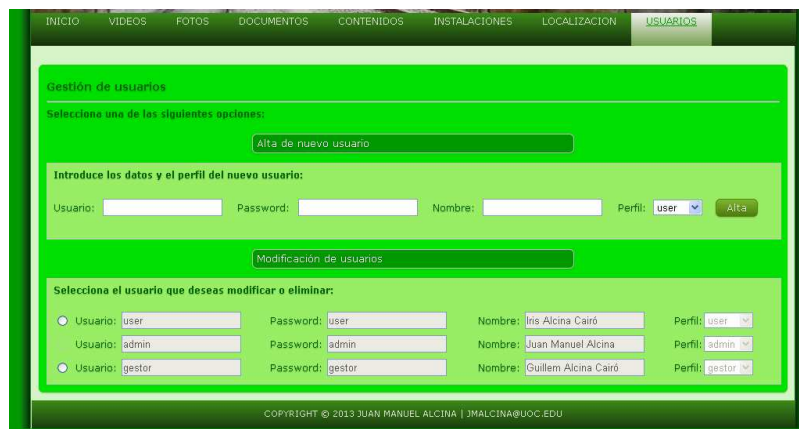 INICIO VIDEOS FOTOS DOCUMENTOS CONTENIDOS INSTALACIONES LOCALIZACION USUARIOS
Gestión de usuarios
Selecciona una de las siguientes opciones:
Alta de nuevo usuario
Introduce los datos y el perfil del nuevo usuario:
Usuario: Password: Nombre: Perfil: user Alta
Modificación de usuarios
Selecciona el usuario que deseas modificar o eliminar:
Usuario: user Password: user Nombre: Iris Alcina Cairó Perfil: user
Usuario: admin Password: admin Nombre: Juan Manuel Alcina Perfil: admin
Usuario: gestor Password: gestor Nombre: Guillem Alcina Cairó Perfil: gestor
COPYRIGHT © 2013 JUAN MANUEL ALCINA | JMALCINA@UOC.EDU